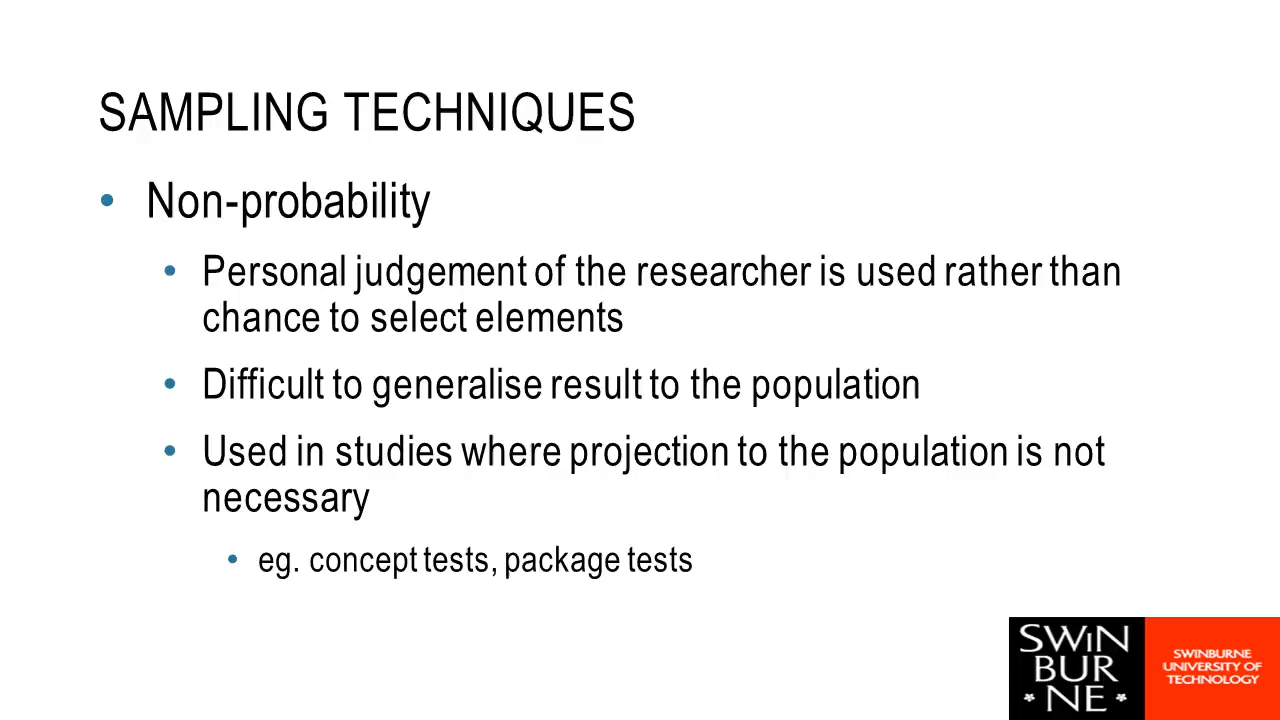 SAMPLING TECHNIQUES
• Non-probability
• Personal judgement of the researcher is used rather than
chance to select elements
• Difficult to generalise result to the population
• Used in studies where projection to the population is not
necessary
• eg. concept tests, package tests
SWIN
BUR
* NE *
SWINBURNE
UNIVERSITY OF
TECHNOLOGY